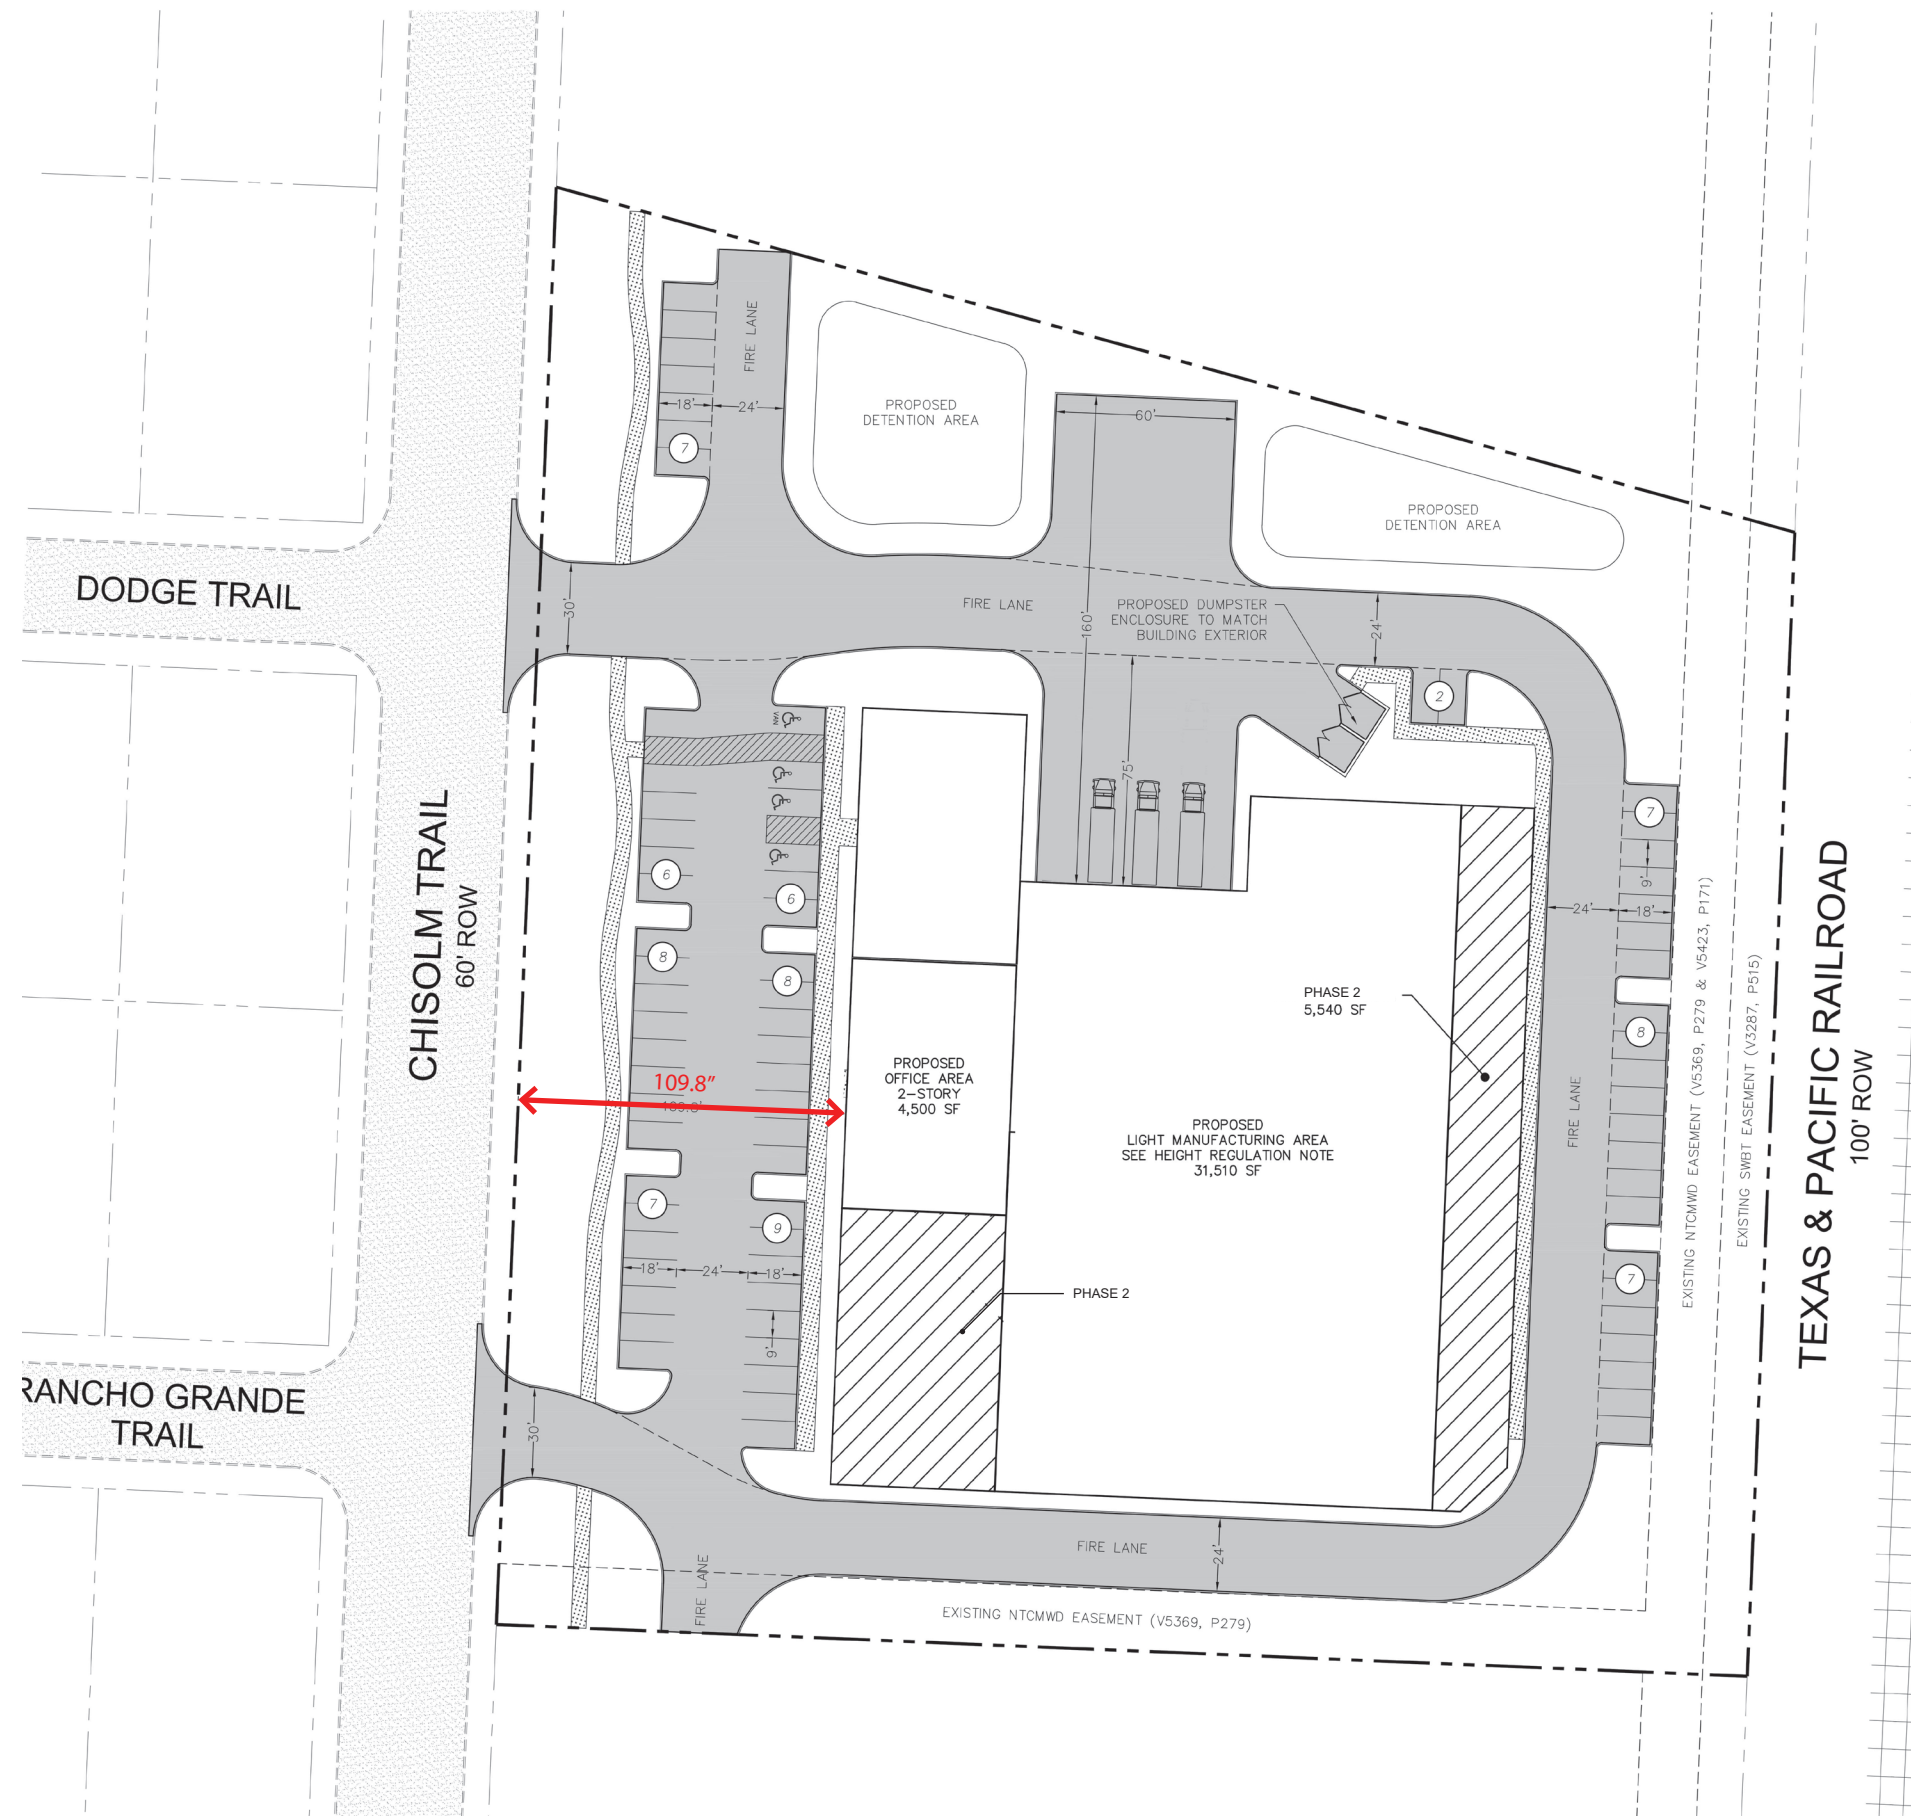 FIRE LANE
18'
24'
7
PROPOSED
DETENTION AREA
60'
PROPOSED
DETENTION AREA
DODGE TRAIL
30'
FIRE LANE
160'
PROPOSED DUMPSTER
ENCLOSURE TO MATCH
BUILDING EXTERIOR
24'
2
VAN
75'
7
9'
24'
18'
6
6
8
8
CHISOLM TRAIL
60' ROW
PHASE 2
5,540 SF
EXISTING NTCMWD EASEMENT (V5369, P279 & V5423, P171)
EXISTING SWBT EASEMENT (V3287, P515)
TEXAS & PACIFIC RAILROAD
100' ROW
8
109.8"
109.8'
PROPOSED
OFFICE AREA
2-STORY
4,500 SF
PROPOSED
LIGHT MANUFACTURING AREA
SEE HEIGHT REGULATION NOTE
31,510 SF
FIRE LANE
7
9
18'
24'
18'
9'
PHASE 2
7
RANCHO GRANDE
TRAIL
30'
FIRE LANE
FIRE LANE
24'
EXISTING NTCMWD EASEMENT (V5369, P279)